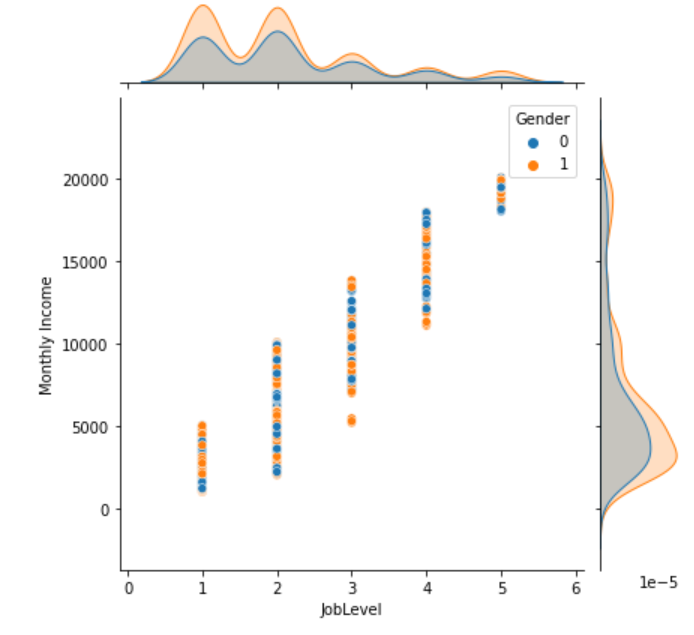 Gender
0
1
20000
15000
10000
5000
0
Monthly Income
0 1 2 3 4 5 6
JobLevel
1e−5